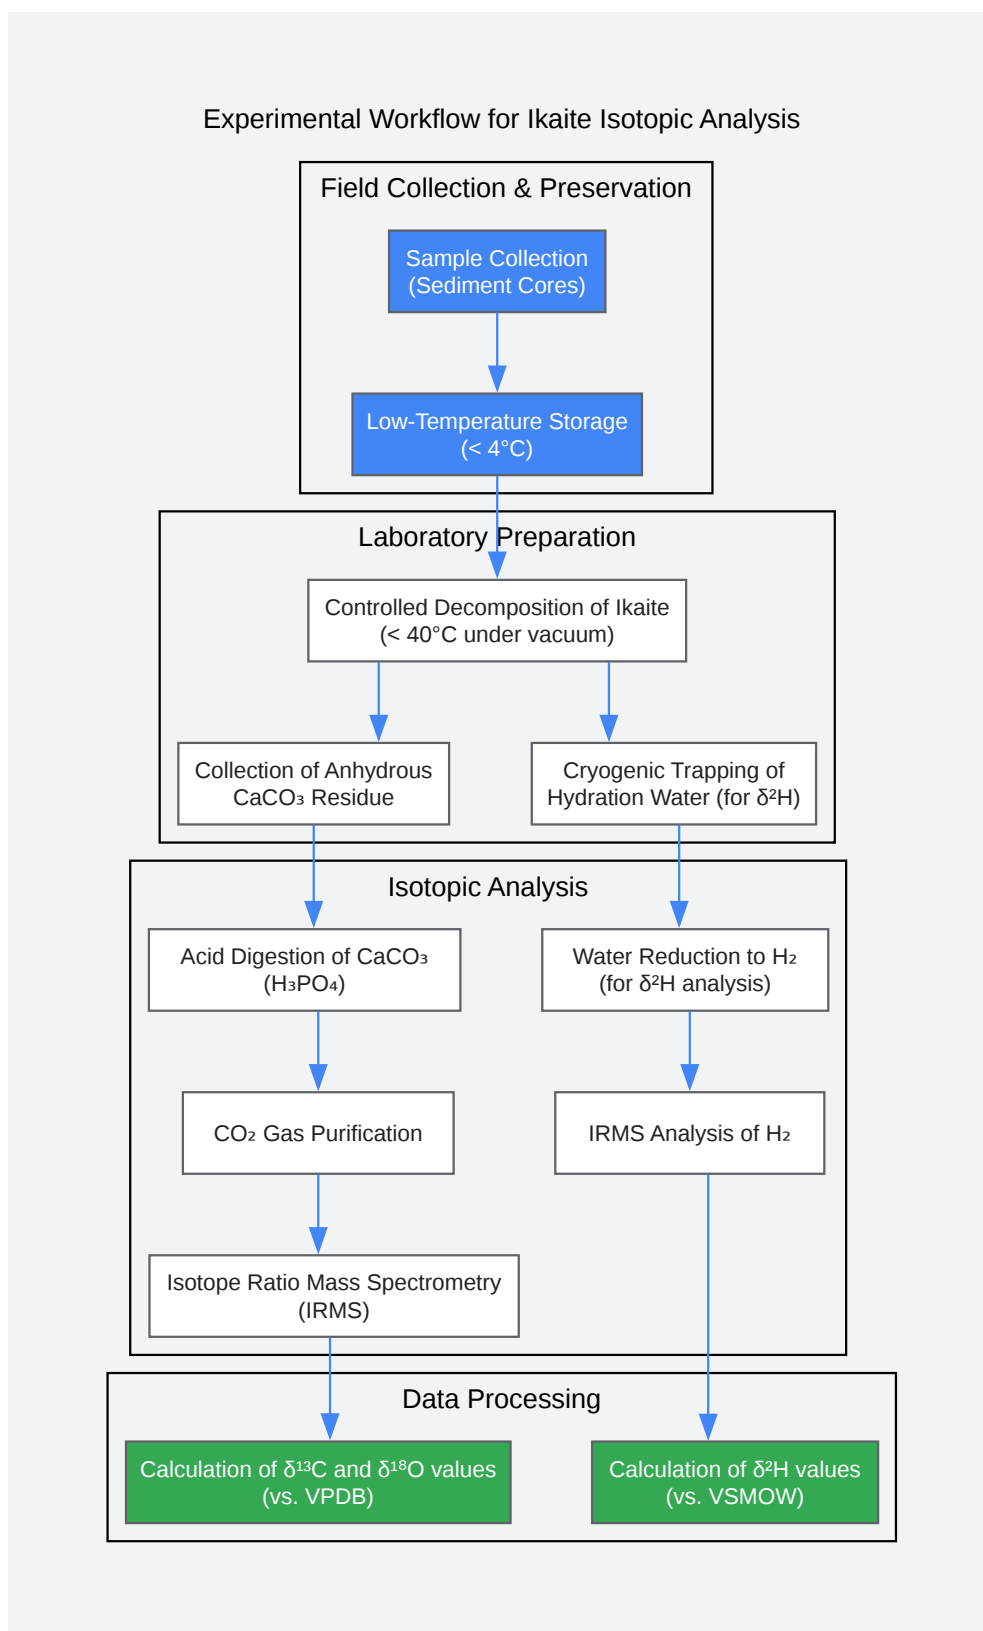 Experimental Workflow for Ikaite Isotopic Analysis
Field Collection & Preservation
Sample Collection
(Sediment Cores)
Low-Temperature Storage
(< 4°C)
Laboratory Preparation
Controlled Decomposition of Ikaite
(< 40°C under vacuum)
Collection of Anhydrous
CaCO₃ Residue
Cryogenic Trapping of
Hydration Water (for δ²H)
Isotopic Analysis
Acid Digestion of CaCO₃
(H₃PO₄)
Water Reduction to H₂
(for δ²H analysis)
CO₂ Gas Purification
IRMS Analysis of H₂
Isotope Ratio Mass Spectrometry
(IRMS)
Data Processing
Calculation of δ¹³C and δ¹⁸O values
(vs. VPDB)
Calculation of δ²H values
(vs. VSMOW)